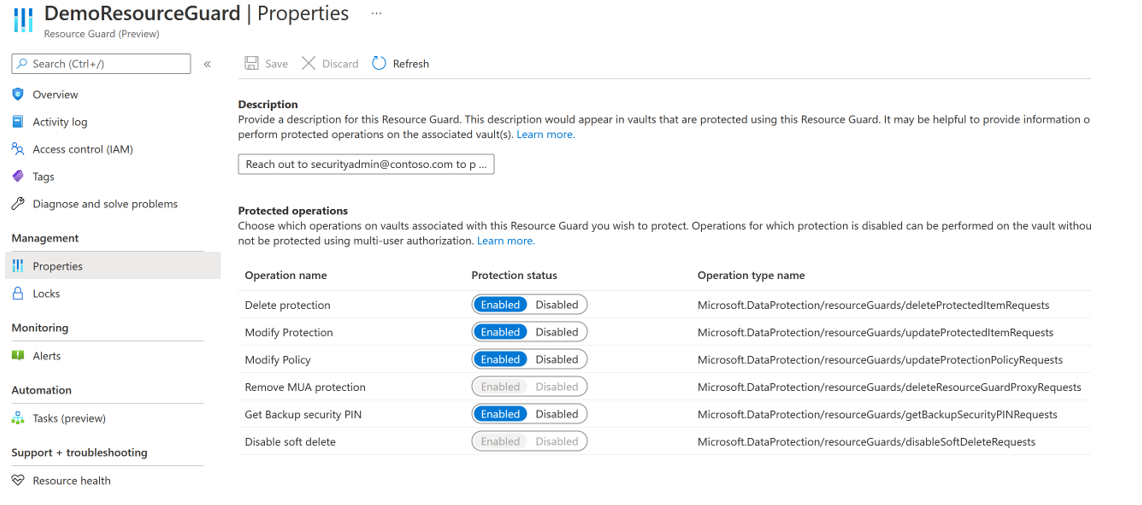 DemoResourceGuard | Properties ...
Resource Guard (Preview)
Search (Ctrl+/) «
Save Discard Refresh
Overview
Activity log
Access control (IAM)
Tags
Diagnose and solve problems
Management
Properties
Locks
Monitoring
Alerts
Automation
Tasks (preview)
Support + troubleshooting
Resource health
Description
Provide a description for this Resource Guard. This description would appear in vaults that are protected using this Resource Guard. It may be helpful to provide information o
perform protected operations on the associated vault(s). Learn more.
Reach out to securityadmin@contoso.com to p ...
Protected operations
Choose which operations on vaults associated with this Resource Guard you wish to protect. Operations for which protection is disabled can be performed on the vault withou
not be protected using multi-user authorization. Learn more.
Operation name Protection status Operation type name
Delete protection Enabled Disabled Microsoft.DataProtection/resourceGuards/deleteProtectedItemRequests
Modify Protection Enabled Disabled Microsoft.DataProtection/resourceGuards/updateProtectedItemRequests
Modify Policy Enabled Disabled Microsoft.DataProtection/resourceGuards/updateProtectionPolicyRequests
Remove MUA protection Enabled Disabled Microsoft.DataProtection/resourceGuards/deleteResourceGuardProxyRequests
Get Backup security PIN Enabled Disabled Microsoft.DataProtection/resourceGuards/getBackupSecurityPINRequests
Disable soft delete Enabled Disabled Microsoft.DataProtection/resourceGuards/disableSoftDeleteRequests